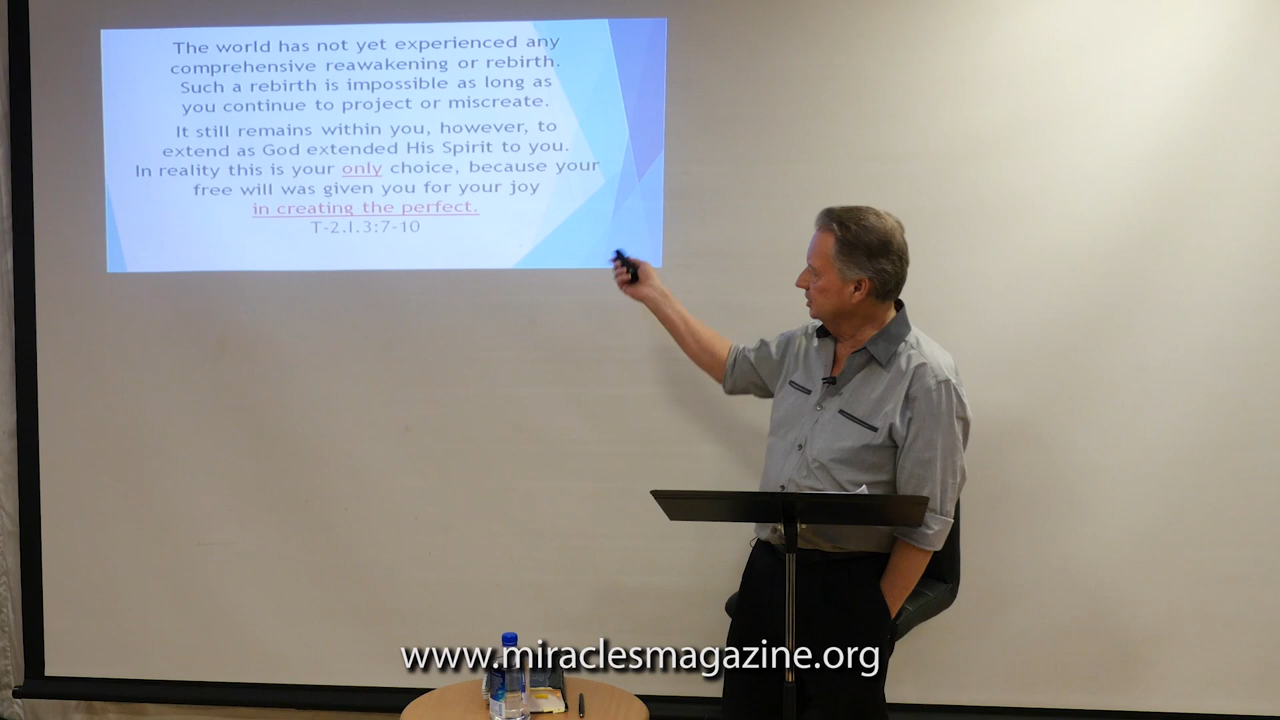 The world has not yet experienced any
comprehensive reawakening or rebirth.
Such a rebirth is impossible as long as
you continue to project or miscreate.
It still remains within you, however, to
extend as God extended His Spirit to you.
In reality this is your only choice, because your
free will was given you for your joy
in creating the perfect.
T-2.I.3:7-10
www.miraclesmagazine.org